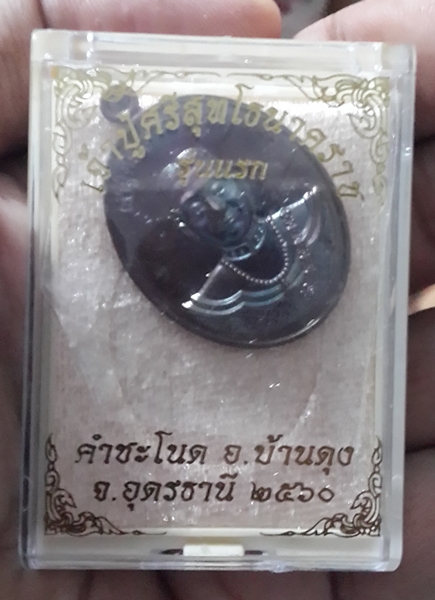 เจ้าปู่ศรีสุทโธนาคราช
รุ่นแรก
คำชะโนด อ.บ้านดุง
จ.อุดรธานี ๒๕๖๐